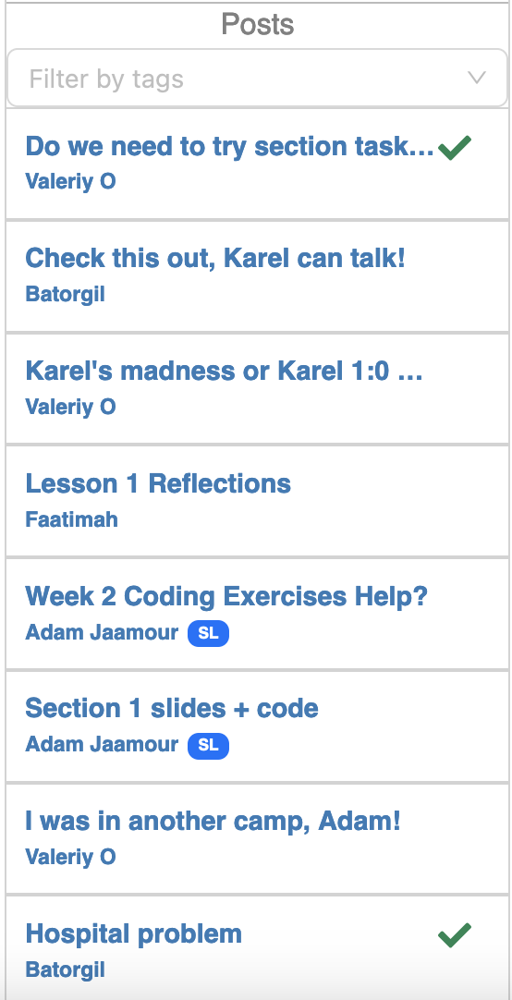 Posts
Filter by tags
Do we need to try section task...
Valeriy O
Check this out, Karel can talk!
Batorgil
Karel's madness or Karel 1:0 ...
Valeriy O
Lesson 1 Reflections
Faatimah
Week 2 Coding Exercises Help?
Adam Jaamour SL
Section 1 slides + code
Adam Jaamour SL
I was in another camp, Adam!
Valeriy O
Hospital problem
Batorgil